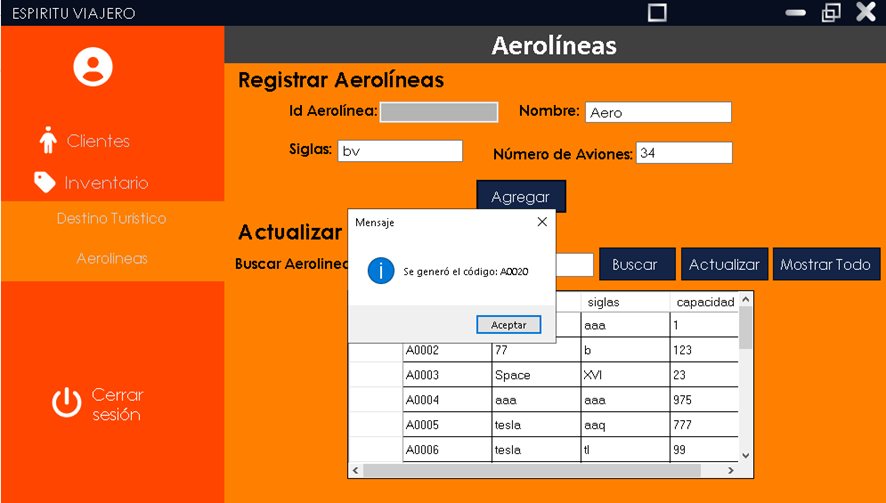 ESPIRITU VIAJERO
Aerolíneas
Clientes
Inventario
Destino Turístico
Aerolineas
Cerrar
sesión
Registrar Aerolíneas
Id Aerolínea:
Nombre: Aero
Siglas: bv
Número de Aviones: 34
Agregar
Actualizar
Buscar Aerolinea
Buscar
Actualizar
Mostrar Todo
Mensaje
Se generó el código: A0020
Aceptar
siglas capacidad
aaa 1
A0002 77 b 123
A0003 Space XVI 23
A0004 aaa aaa 975
A0005 tesla aaq 777
A0006 tesla tl 99